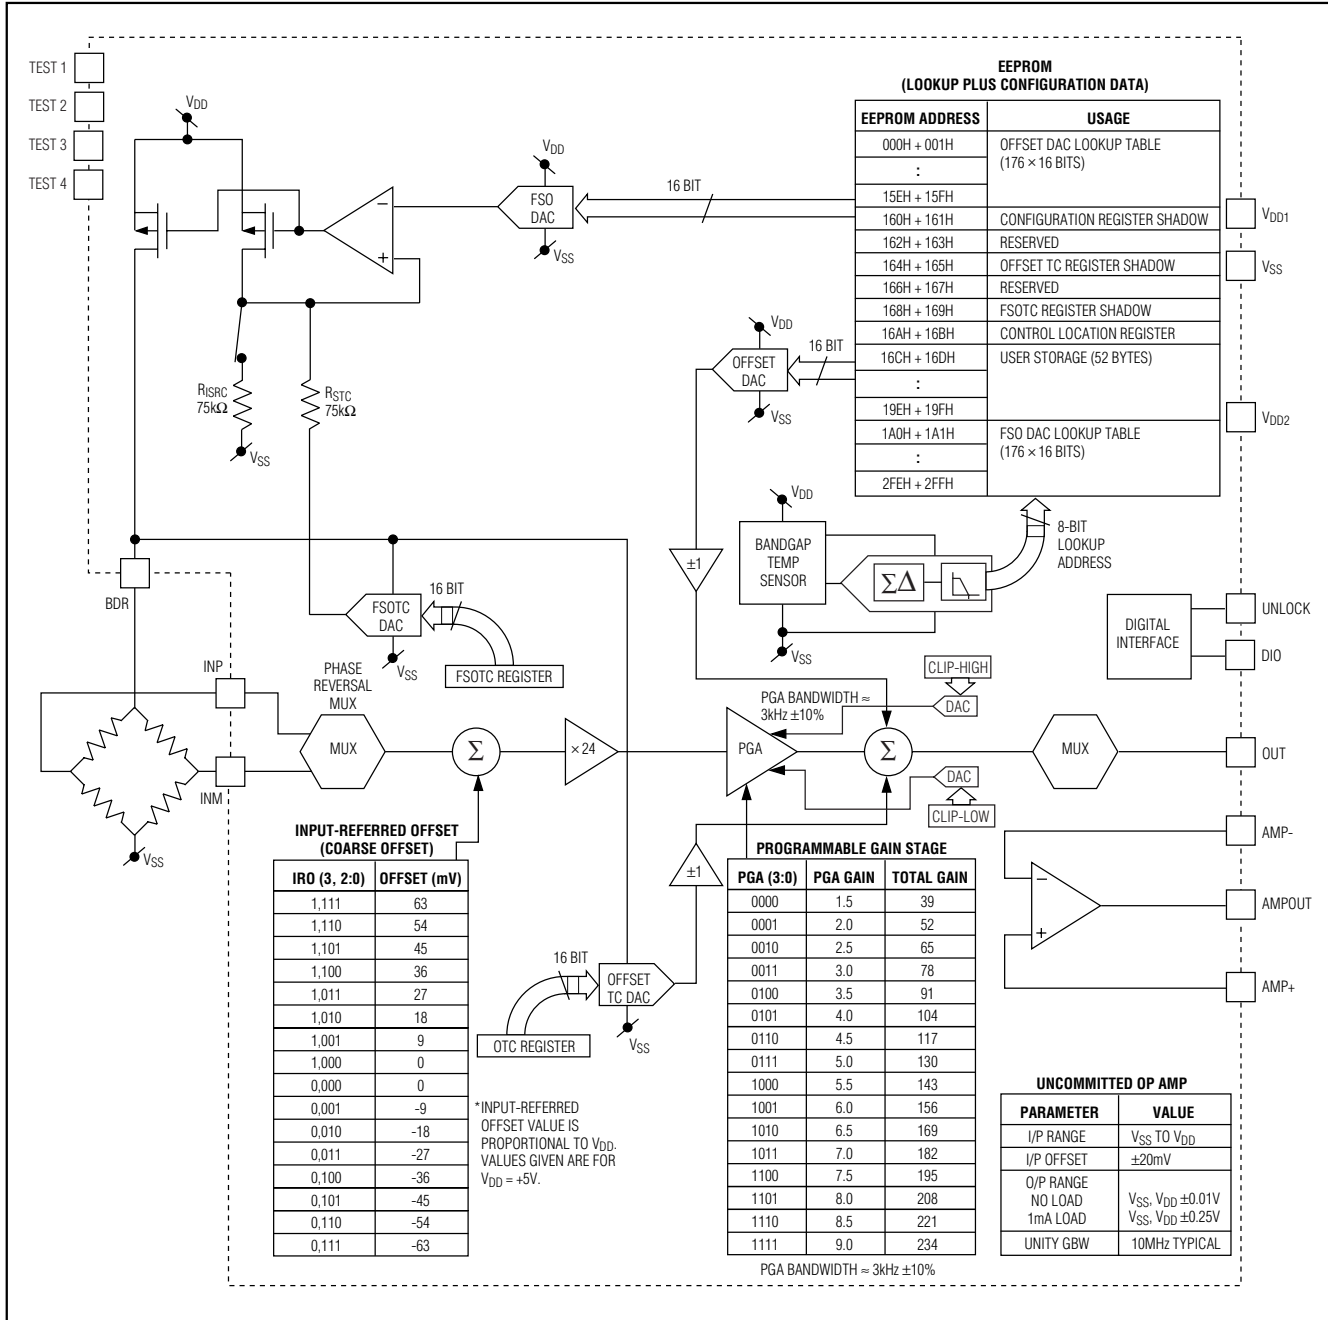 TEST 1
TEST 2
TEST 3
TEST 4
VDD
EEPROM
(LOOKUP PLUS CONFIGURATION DATA)
EEPROM ADDRESS USAGE
000H + 001H OFFSET DAC LOOKUP TABLE
(176 × 16 BITS)
:
15EH + 15FH
160H + 161H CONFIGURATION REGISTER SHADOW
162H + 163H RESERVED
164H + 165H OFFSET TC REGISTER SHADOW
166H + 167H RESERVED
168H + 169H FSOTC REGISTER SHADOW
16AH + 16BH CONTROL LOCATION REGISTER
16CH + 16DH USER STORAGE (52 BYTES)
:
19EH + 19FH
1A0H + 1A1H FSO DAC LOOKUP TABLE
(176 × 16 BITS)
:
2FEH + 2FFH
VDD
FSO
DAC
VSS
16 BIT
−
+
VDD1
VSS
VDD2
VDD
OFFSET
DAC
VSS
16 BIT
RISRC
75kΩ
VSS
RSTC
75kΩ
VDD
BANDGAP
TEMP
SENSOR
VSS
ΣΔ
8-BIT
LOOKUP
ADDRESS
±1
BDR
16 BIT
FSOTC
DAC
VSS
FSOTC REGISTER
DIGITAL
INTERFACE
UNLOCK
DIO
INP
INM
VSS
PHASE
REVERSAL
MUX
MUX
Σ
× 24
PGA BANDWIDTH ≈
3kHz ±10%
PGA
CLIP-HIGH
DAC
Σ
DAC
CLIP-LOW
MUX
OUT
INPUT-REFERRED OFFSET
(COARSE OFFSET)
IRO (3, 2:0) OFFSET (mV)
1,111 63
1,110 54
1,101 45
1,100 36
1,011 27
1,010 18
1,001 9
1,000 0
0,000 0
0,001 -9
0,010 -18
0,011 -27
0,100 -36
0,101 -45
0,110 -54
0,111 -63
*INPUT-REFERRED
OFFSET VALUE IS
PROPORTIONAL TO VDD.
VALUES GIVEN ARE FOR
VDD = +5V.
±1
16 BIT
OFFSET
TC DAC
VSS
OTC REGISTER
PROGRAMMABLE GAIN STAGE
PGA (3:0) PGA GAIN TOTAL GAIN
0000 1.5 39
0001 2.0 52
0010 2.5 65
0011 3.0 78
0100 3.5 91
0101 4.0 104
0110 4.5 117
0111 5.0 130
1000 5.5 143
1001 6.0 156
1010 6.5 169
1011 7.0 182
1100 7.5 195
1101 8.0 208
1110 8.5 221
1111 9.0 234
PGA BANDWIDTH ≈ 3kHz ±10%
AMP-
−
AMPOUT
+
AMP+
UNCOMMITTED OP AMP
PARAMETER VALUE
I/P RANGE VSS TO VDD
I/P OFFSET ±20mV
O/P RANGE
NO LOAD VSS, VDD ±0.01V
1mA LOAD VSS, VDD ±0.25V
UNITY GBW 10MHz TYPICAL